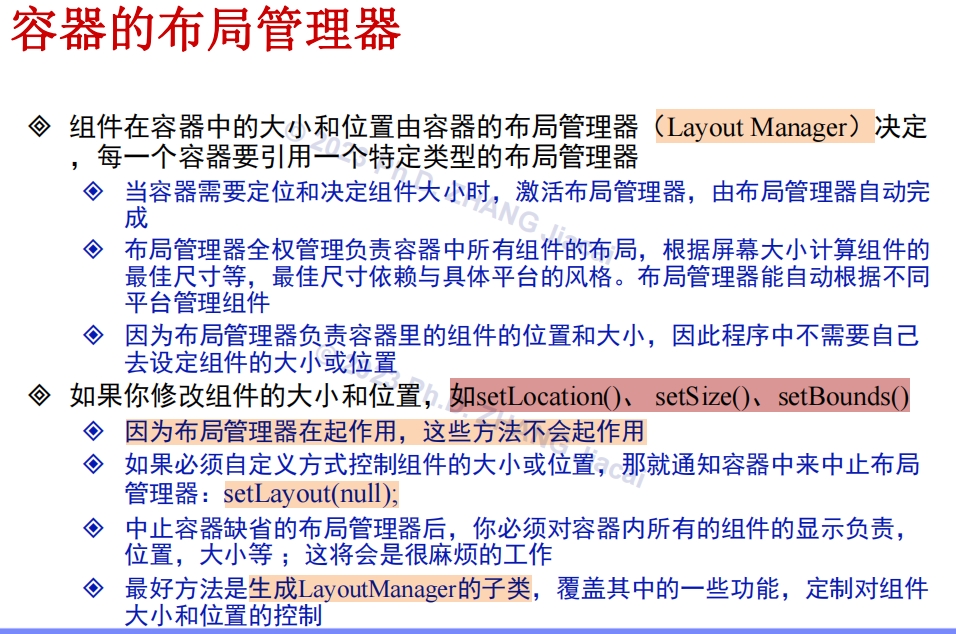 容器的布局管理器
组件在容器中的大小和位置由容器的布局管理器（Layout Manager）决定
，每一个容器要引用一个特定类型的布局管理器
当容器需要定位和决定组件大小时，激活布局管理器，由布局管理器自动完
成
布局管理器全权管理负责容器中所有组件的布局，根据屏幕大小计算组件的
最佳尺寸等，最佳尺寸依赖与具体平台的风格。布局管理器能自动根据不同
平台管理组件
因为布局管理器负责容器里的组件的位置和大小，因此程序中不需要自己
去设定组件的大小或位置
如果你修改组件的大小和位置，如setLocation()、 setSize()、setBounds()
因为布局管理器在起作用，这些方法不会起作用
如果必须自定义方式控制组件的大小或位置，那就通知容器中来中止布局
管理器：setLayout(null);
中止容器缺省的布局管理器后，你必须对容器内所有的组件的显示负责，
位置，大小等 ；这将会是很麻烦的工作
最好方法是生成LayoutManager的子类，覆盖其中的一些功能，定制对组件
大小和位置的控制
© 2023 Ph.D. ZHANG Jiacai
© 2023 Ph.D. ZHANG Jiacai